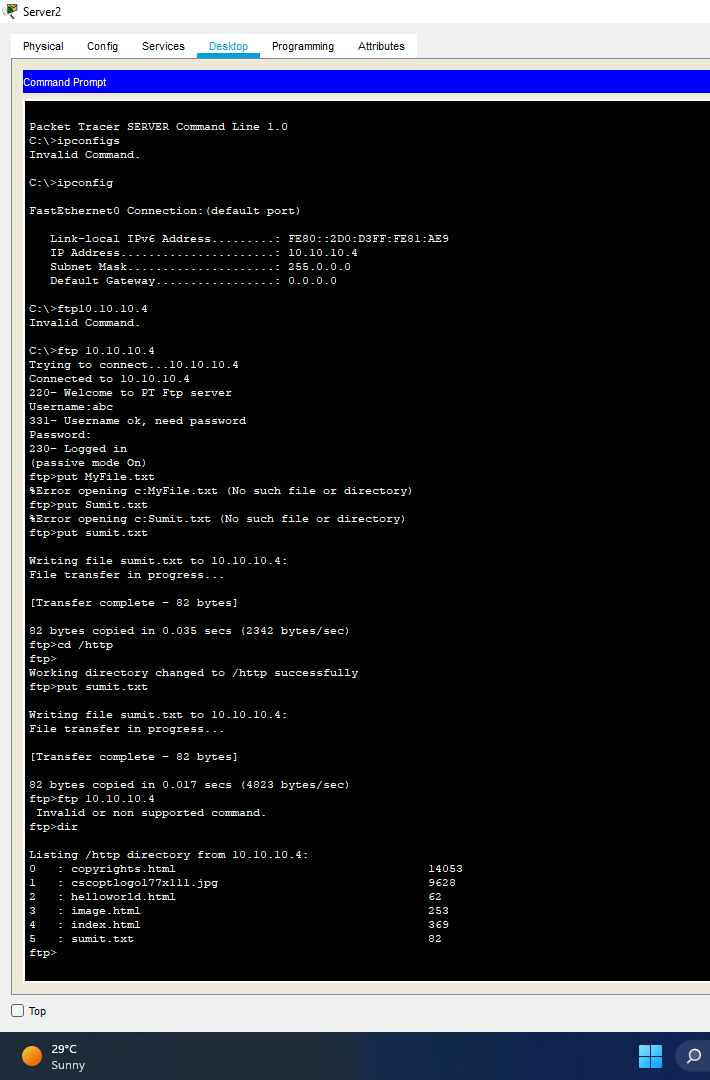 Server2
Physical Config Services Desktop Programming Attributes
Command Prompt
Packet Tracer SERVER Command Line 1.0
C:\>ipconfigs
Invalid Command.
C:\>ipconfig
FastEthernet0 Connection:(default port)
Link-local IPv6 Address.........: FE80::2D0:D3FF:FE81:AE9
IP Address......................: 10.10.10.4
Subnet Mask.....................: 255.0.0.0
Default Gateway.................: 0.0.0.0
C:\>ftp10.10.10.4
Invalid Command.
C:\>ftp 10.10.10.4
Trying to connect...10.10.10.4
Connected to 10.10.10.4
220- Welcome to PT Ftp server
Username:abc
331- Username ok, need password
Password:
230- Logged in
(passive mode On)
ftp>put MyFile.txt
%Error opening c:MyFile.txt (No such file or directory)
ftp>put Sumit.txt
%Error opening c:Sumit.txt (No such file or directory)
ftp>put sumit.txt
Writing file sumit.txt to 10.10.10.4:
File transfer in progress...
[Transfer complete - 82 bytes]
82 bytes copied in 0.035 secs (2342 bytes/sec)
ftp>cd /http
ftp>
Working directory changed to /http successfully
ftp>put sumit.txt
Writing file sumit.txt to 10.10.10.4:
File transfer in progress...
[Transfer complete - 82 bytes]
82 bytes copied in 0.017 secs (4823 bytes/sec)
ftp>ftp 10.10.10.4
Invalid or non supported command.
ftp>dir
Listing /http directory from 10.10.10.4:
0 : copyrights.html 14053
1 : cscoptlogo177x111.jpg 9628
2 : helloworld.html 62
3 : image.html 253
4 : index.html 369
5 : sumit.txt 82
ftp>
Top
29°C
Sunny